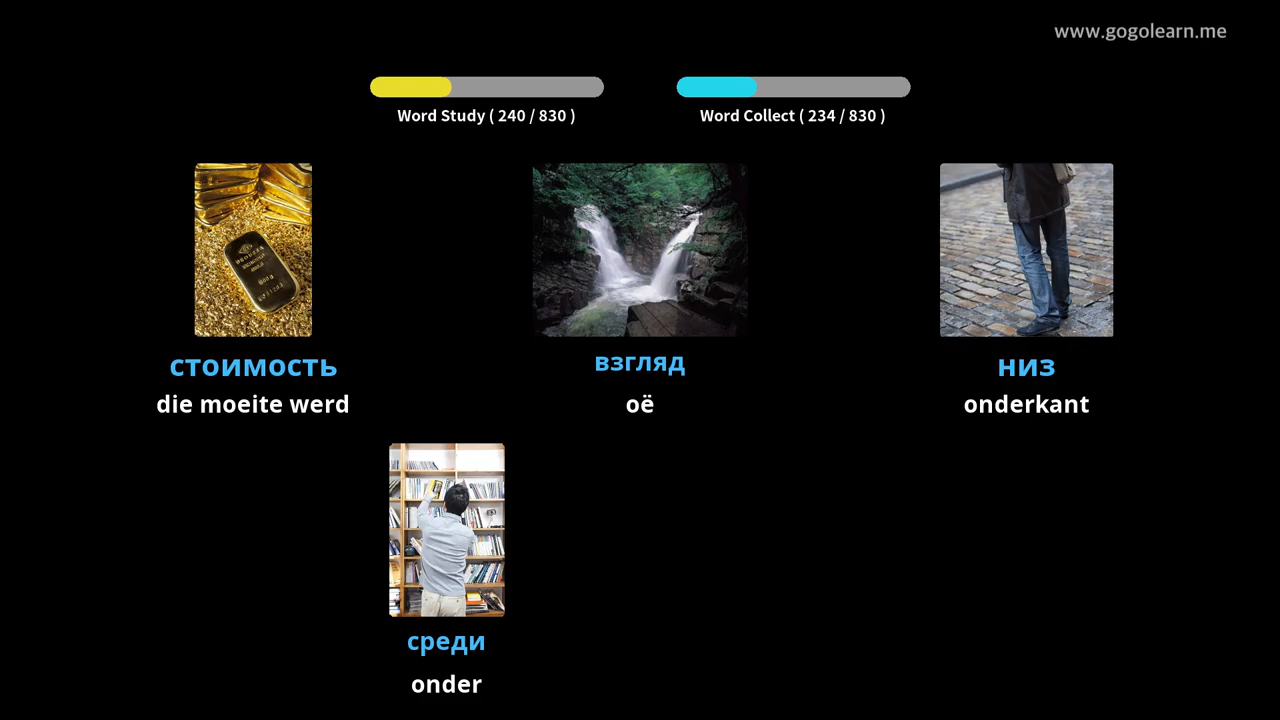 www.gogolearn.me
Word Study ( 240 / 830 )
Word Collect ( 234 / 830 )
стоимость
die moeite werd
взгляд
oë
низ
onderkant
среди
onder